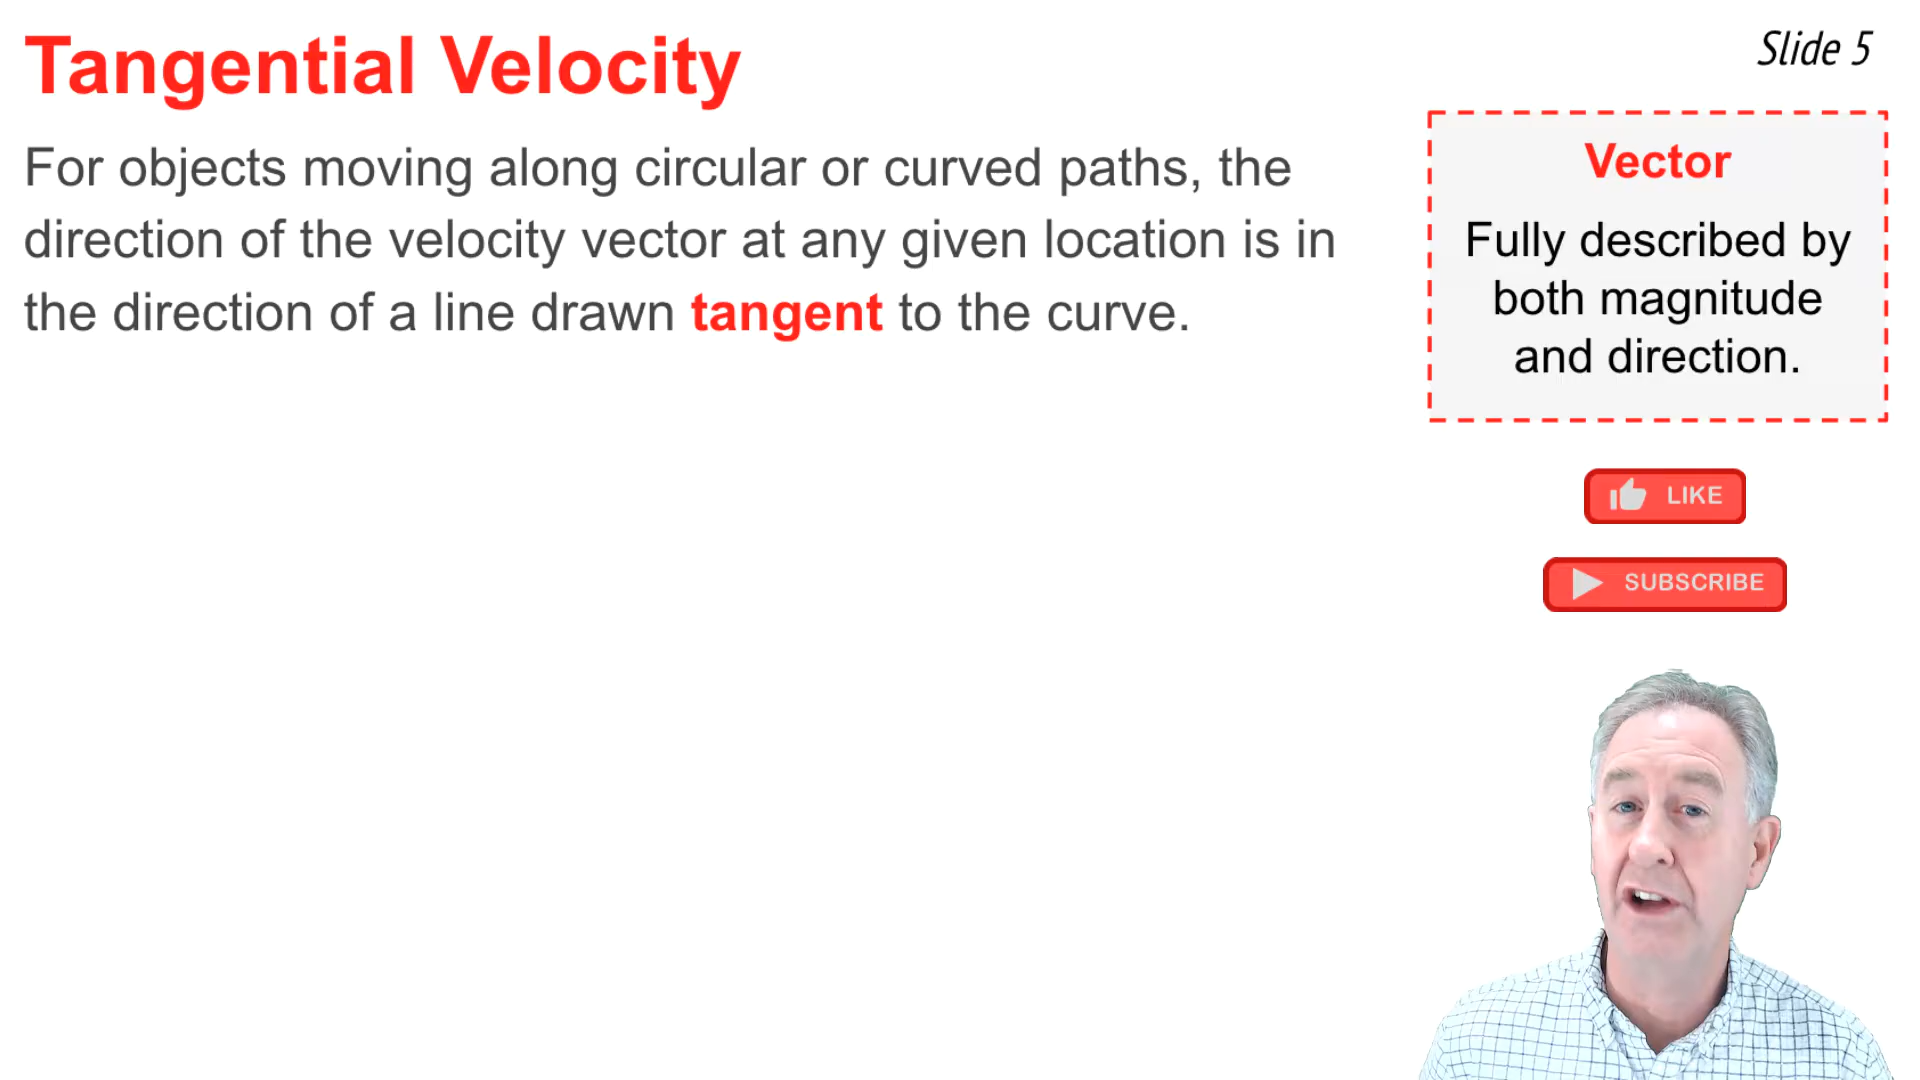 Tangential Velocity
Slide 5
For objects moving along circular or curved paths, the
direction of the velocity vector at any given location is in
the direction of a line drawn tangent to the curve.
Vector
Fully described by
both magnitude
and direction.
LIKE
SUBSCRIBE